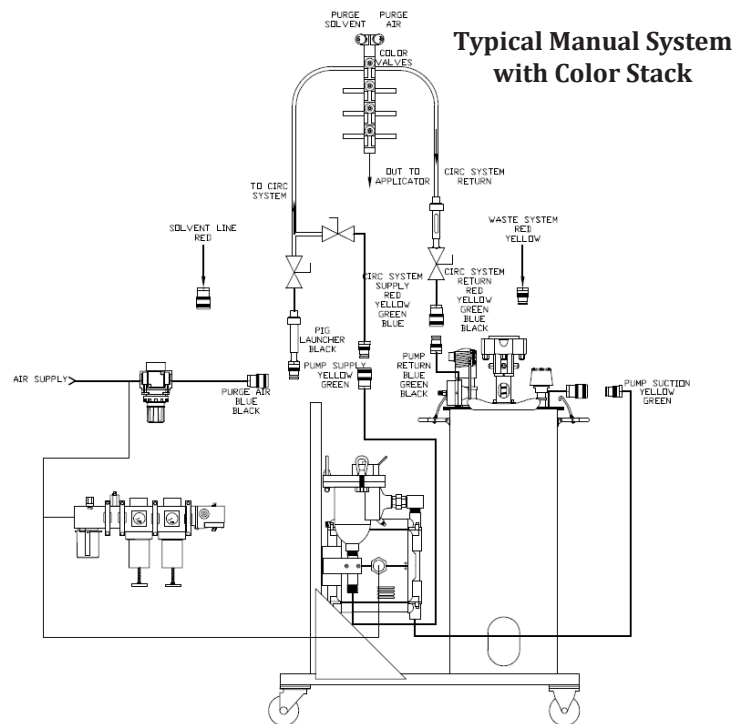 PURGE SOLVENT
PURGE AIR
Typical Manual System
with Color Stack
COLOR
VALVES
TO CIRC
SYSTEM
OUT TO
APPLICATOR
CIRC SYSTEM
RETURN
SOLVENT LINE
RED
WASTE SYSTEM
RED
YELLOW
CIRC SYSTEM
SUPPLY
RED
YELLOW
GREEN
BLUE
CIRC SYSTEM
RETURN
RED
YELLOW
GREEN
BLUE
BLACK
PIG
LAUNCHER
BLACK
PUMP SUPPLY
YELLOW
GREEN
PUMP
RETURN
BLUE
GREEN
BLACK
AIR SUPPLY
PURGE AIR
BLUE
BLACK
PUMP SUCTION
YELLOW
GREEN